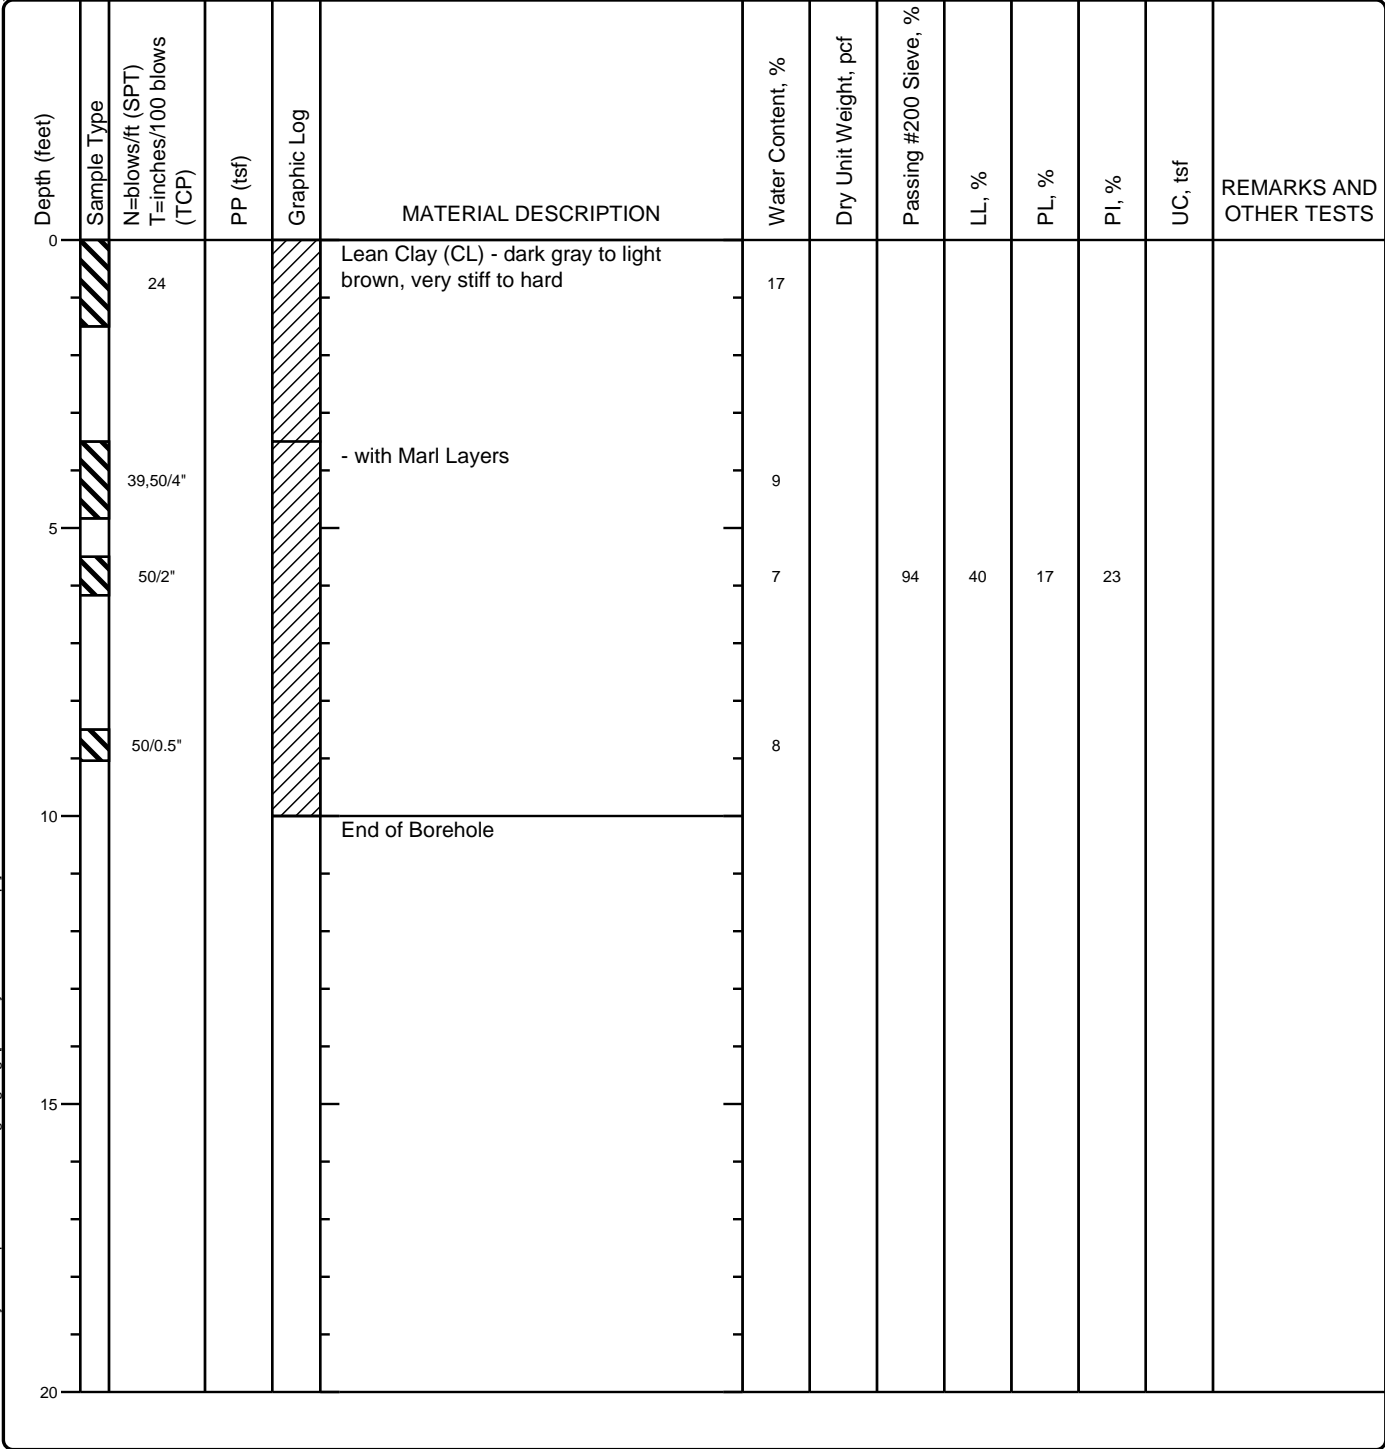 Depth (feet)
Sample Type
N=blows/ft (SPT)
T=inches/100 blows
(TCP)
PP (tsf)
Graphic Log
MATERIAL DESCRIPTION
Water Content, %
Dry Unit Weight, pcf
Passing #200 Sieve, %
LL, %
PL, %
PI, %
UC, tsf
REMARKS AND
OTHER TESTS
0
Lean Clay (CL) - dark gray to light
brown, very stiff to hard
24
17
- with Marl Layers
39,50/4"
9
5
50/2"
7
94
40
17
23
50/0.5"
8
10
End of Borehole
15
20